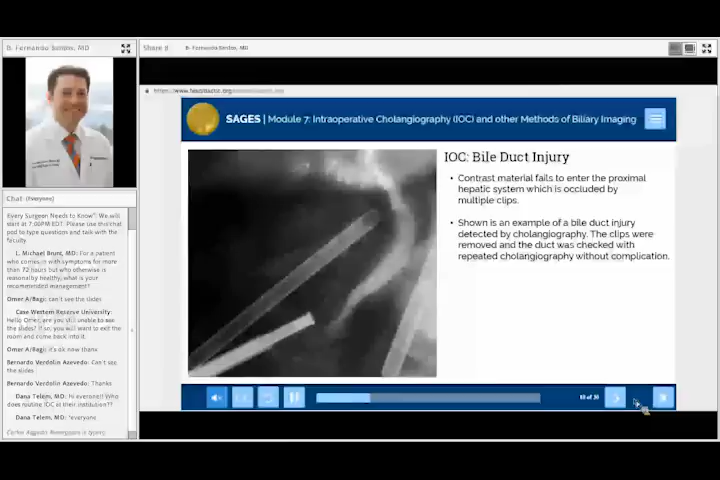 B. Fernando Santos, MD
Share 8
B. Fernando Santos, MD
SAGES | Module 7: Intraoperative Cholangiography (IOC) and other Methods of Biliary Imaging
IOC: Bile Duct Injury
• Contrast material fails to enter the proximal
hepatic system which is occluded by
multiple clips.
• Shown is an example of a bile duct injury
detected by cholangiography. The clips were
removed and the duct was checked with
repeated cholangiography without complication.
Chat (Everyone)
Every Surgeon Needs to Know". We will
start at 7:00PM EDT. Please use the chat
pod to type questions and talk with the
faculty
L. Michael Brunt, MD: For a patient
who comes in with symptoms for more
than 72 hours but who otherwise is
reasonably healthy, what is your
recommended management?
Omer A/Bagi: can't see the slides
Case Western Reserve University:
Hello Omer, are you still unable to see
the slides? If so, you will want to exit the
room and come back into it.
Omer A/Bagi: it's ok now thanx
Bernardo Verdolin Azevedo: Can't see
the slides
Bernardo Verdolin Azevedo: Thanks
Dana Telem, MD: Hi everyone!! Who
does routine IOC at their institution??
Dana Telem, MD: *everyone
is typing